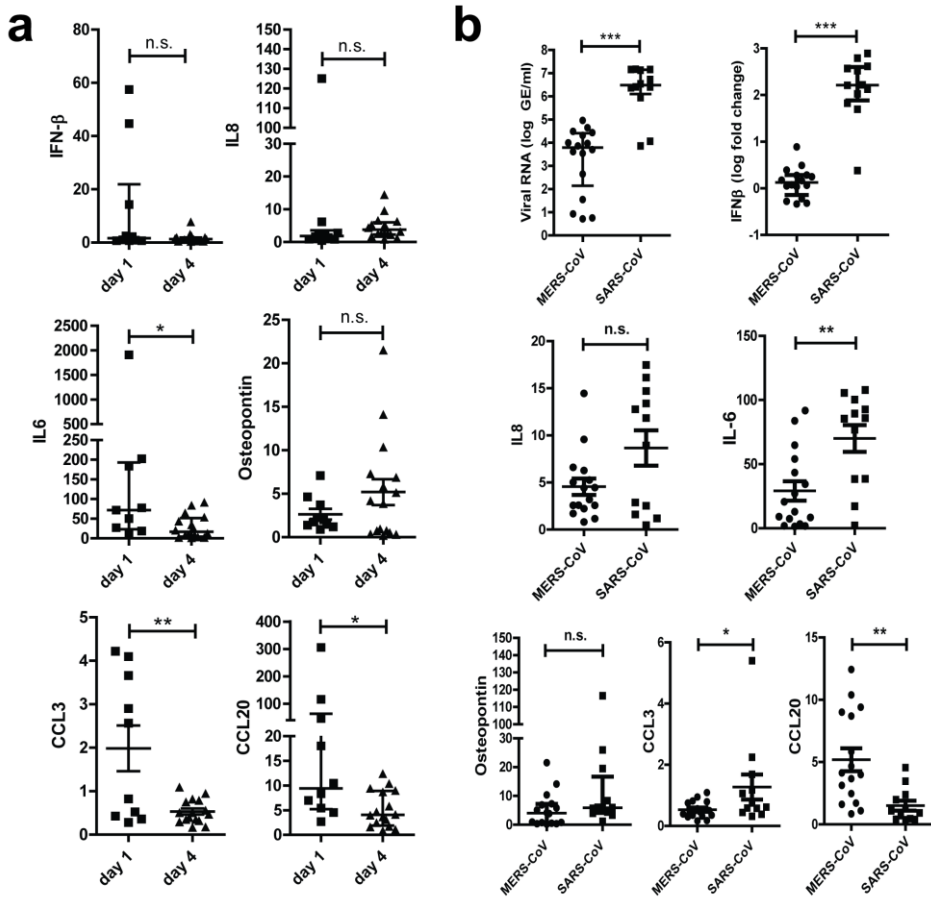 a
IFN-β
80
60
40
20
0
n.s.
day 1
day 4
IL8
150
140
130
120
110
100
30
20
10
0
n.s.
day 1
day 4
IL6
2500
2000
1500
1000
500
250
200
150
100
50
0
*
day 1
day 4
Osteopontin
25
20
15
10
5
0
n.s.
day 1
day 4
CCL3
5
4
3
2
1
0
**
day 1
day 4
CCL20
400
300
200
100
20
15
10
5
0
*
day 1
day 4
b
Viral RNA (log GE/ml)
8
7
6
5
4
3
2
1
0
***
MERS-CoV
SARS-CoV
IFNβ (log fold change)
3
2
1
0
-1
***
MERS-CoV
SARS-CoV
IL8
20
15
10
5
0
n.s.
MERS-CoV
SARS-CoV
IL-6
150
100
50
0
**
MERS-CoV
SARS-CoV
Osteopontin
150
140
130
120
110
100
90
30
20
10
0
n.s.
MERS-CoV
SARS-CoV
CCL3
6
4
2
0
*
MERS-CoV
SARS-CoV
CCL20
15
10
5
0
**
MERS-CoV
SARS-CoV